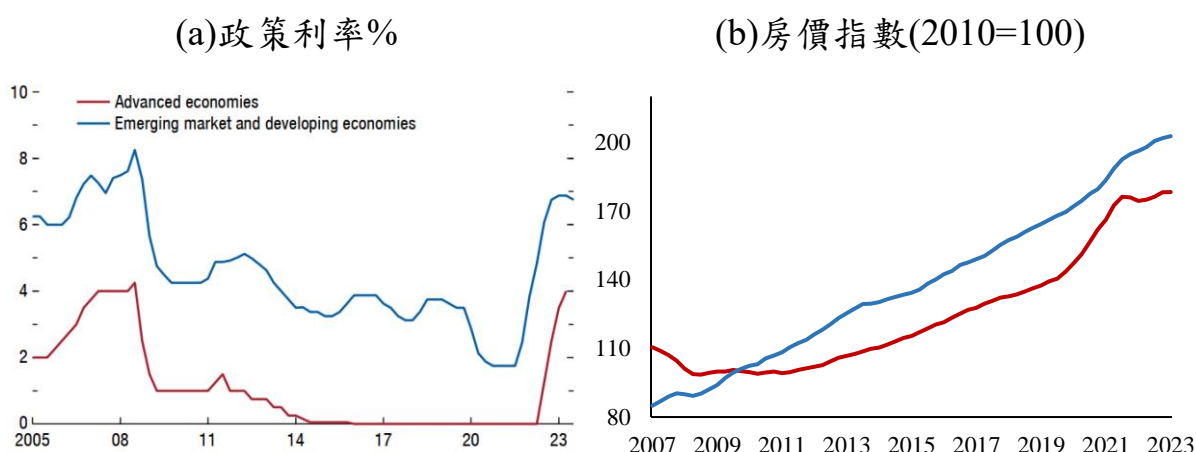 (a)政策利率%
10
Advanced economies
Emerging market and developing economies
8
6
4
2
0
2005 08 11 14 17 20 23
(b)房價指數(2010=100)
200
170
140
110
80
2007 2009 2011 2013 2015 2017 2019 2021 2023